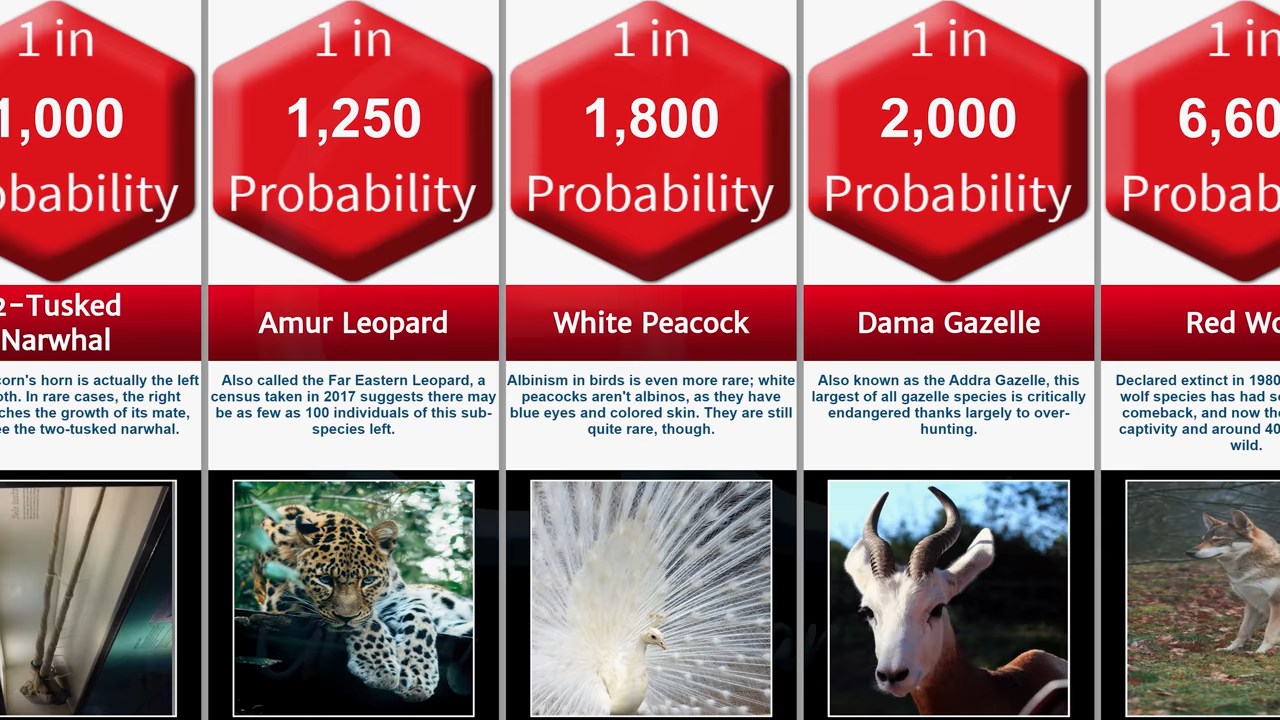 1 in
1,000
Probability
2-Tusked
Narwhal
horn is actually the left
In rare cases, the right
the growth of its mate,
the two-tusked narwhal.
1 in
1,250
Probability
Amur Leopard
Also called the Far Eastern Leopard, a
census taken in 2017 suggests there may
be as few as 100 individuals of this sub-
species left.
1 in
1,800
Probability
White Peacock
Albinism in birds is even more rare; white
peacocks aren't albinos, as they have
blue eyes and colored skin. They are still
quite rare, though.
1 in
2,000
Probability
Dama Gazelle
Also known as the Addra Gazelle, this
largest of all gazelle species is critically
endangered thanks largely to over-
hunting.
1 in
6,60
Probab
Red Wo
Declared extinct in 1980
wolf species has had s
comeback, and now th
captivity and around 40
wild.